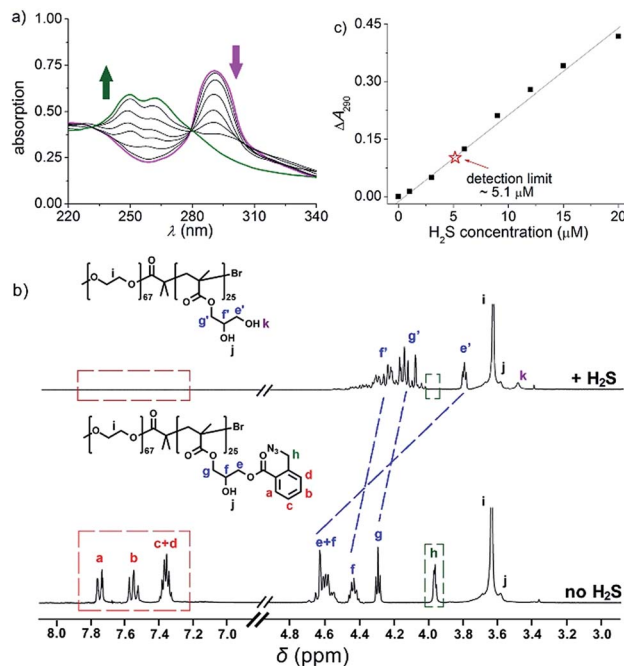 a)
1.00
0.75
0.50
0.25
0.00
absorption
220 240 260 280 300 320 340
λ (nm)
c)
0.45
0.30
0.15
0.00
ΔA290
detection limit
~ 5.1 μM
0 5 10 15 20
H2S concentration (μM)
b)
i
O
O
67
O
25
Br
O
O
g' f' e'
OH k
OH
j
f' g' e' i j k
+ H2S
i
O
O
67
O
25
Br
O
O
g f e
OH
j
O
O
N3 h
a b c d
a b c+d
e+f f g h i j
no H2S
8.0 7.8 7.6 7.4 7.2 7.0 4.8 4.6 4.4 4.2 4.0 3.8 3.6 3.4 3.2 3.0
δ (ppm)